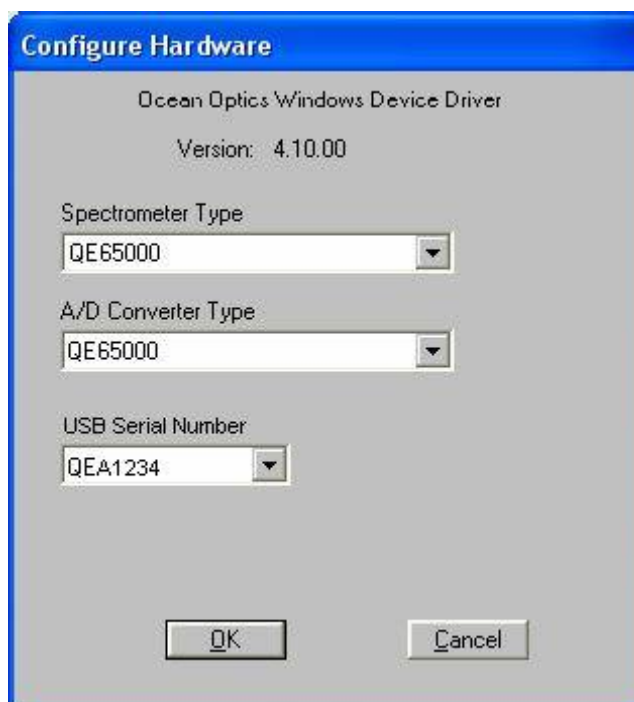 Configure Hardware
Ocean Optics Windows Device Driver
Version: 4.10.00
Spectrometer Type
QE65000
A/D Converter Type
QE65000
USB Serial Number
QEA1234
OK Cancel